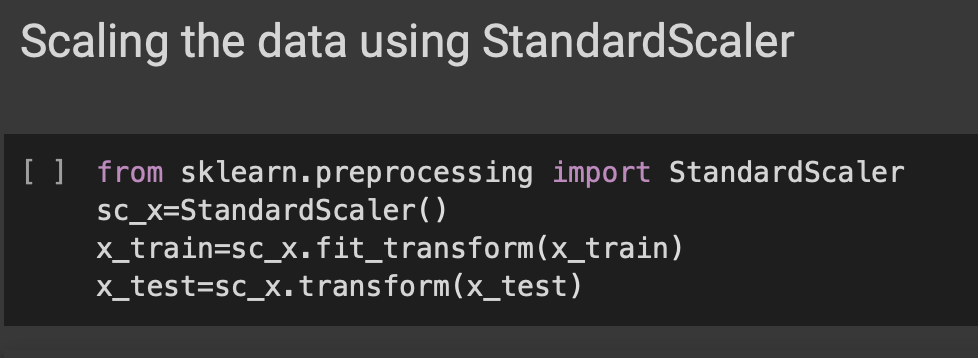 Scaling the data using StandardScaler
[ ] from sklearn.preprocessing import StandardScaler
sc_x=StandardScaler()
x_train=sc_x.fit_transform(x_train)
x_test=sc_x.transform(x_test)